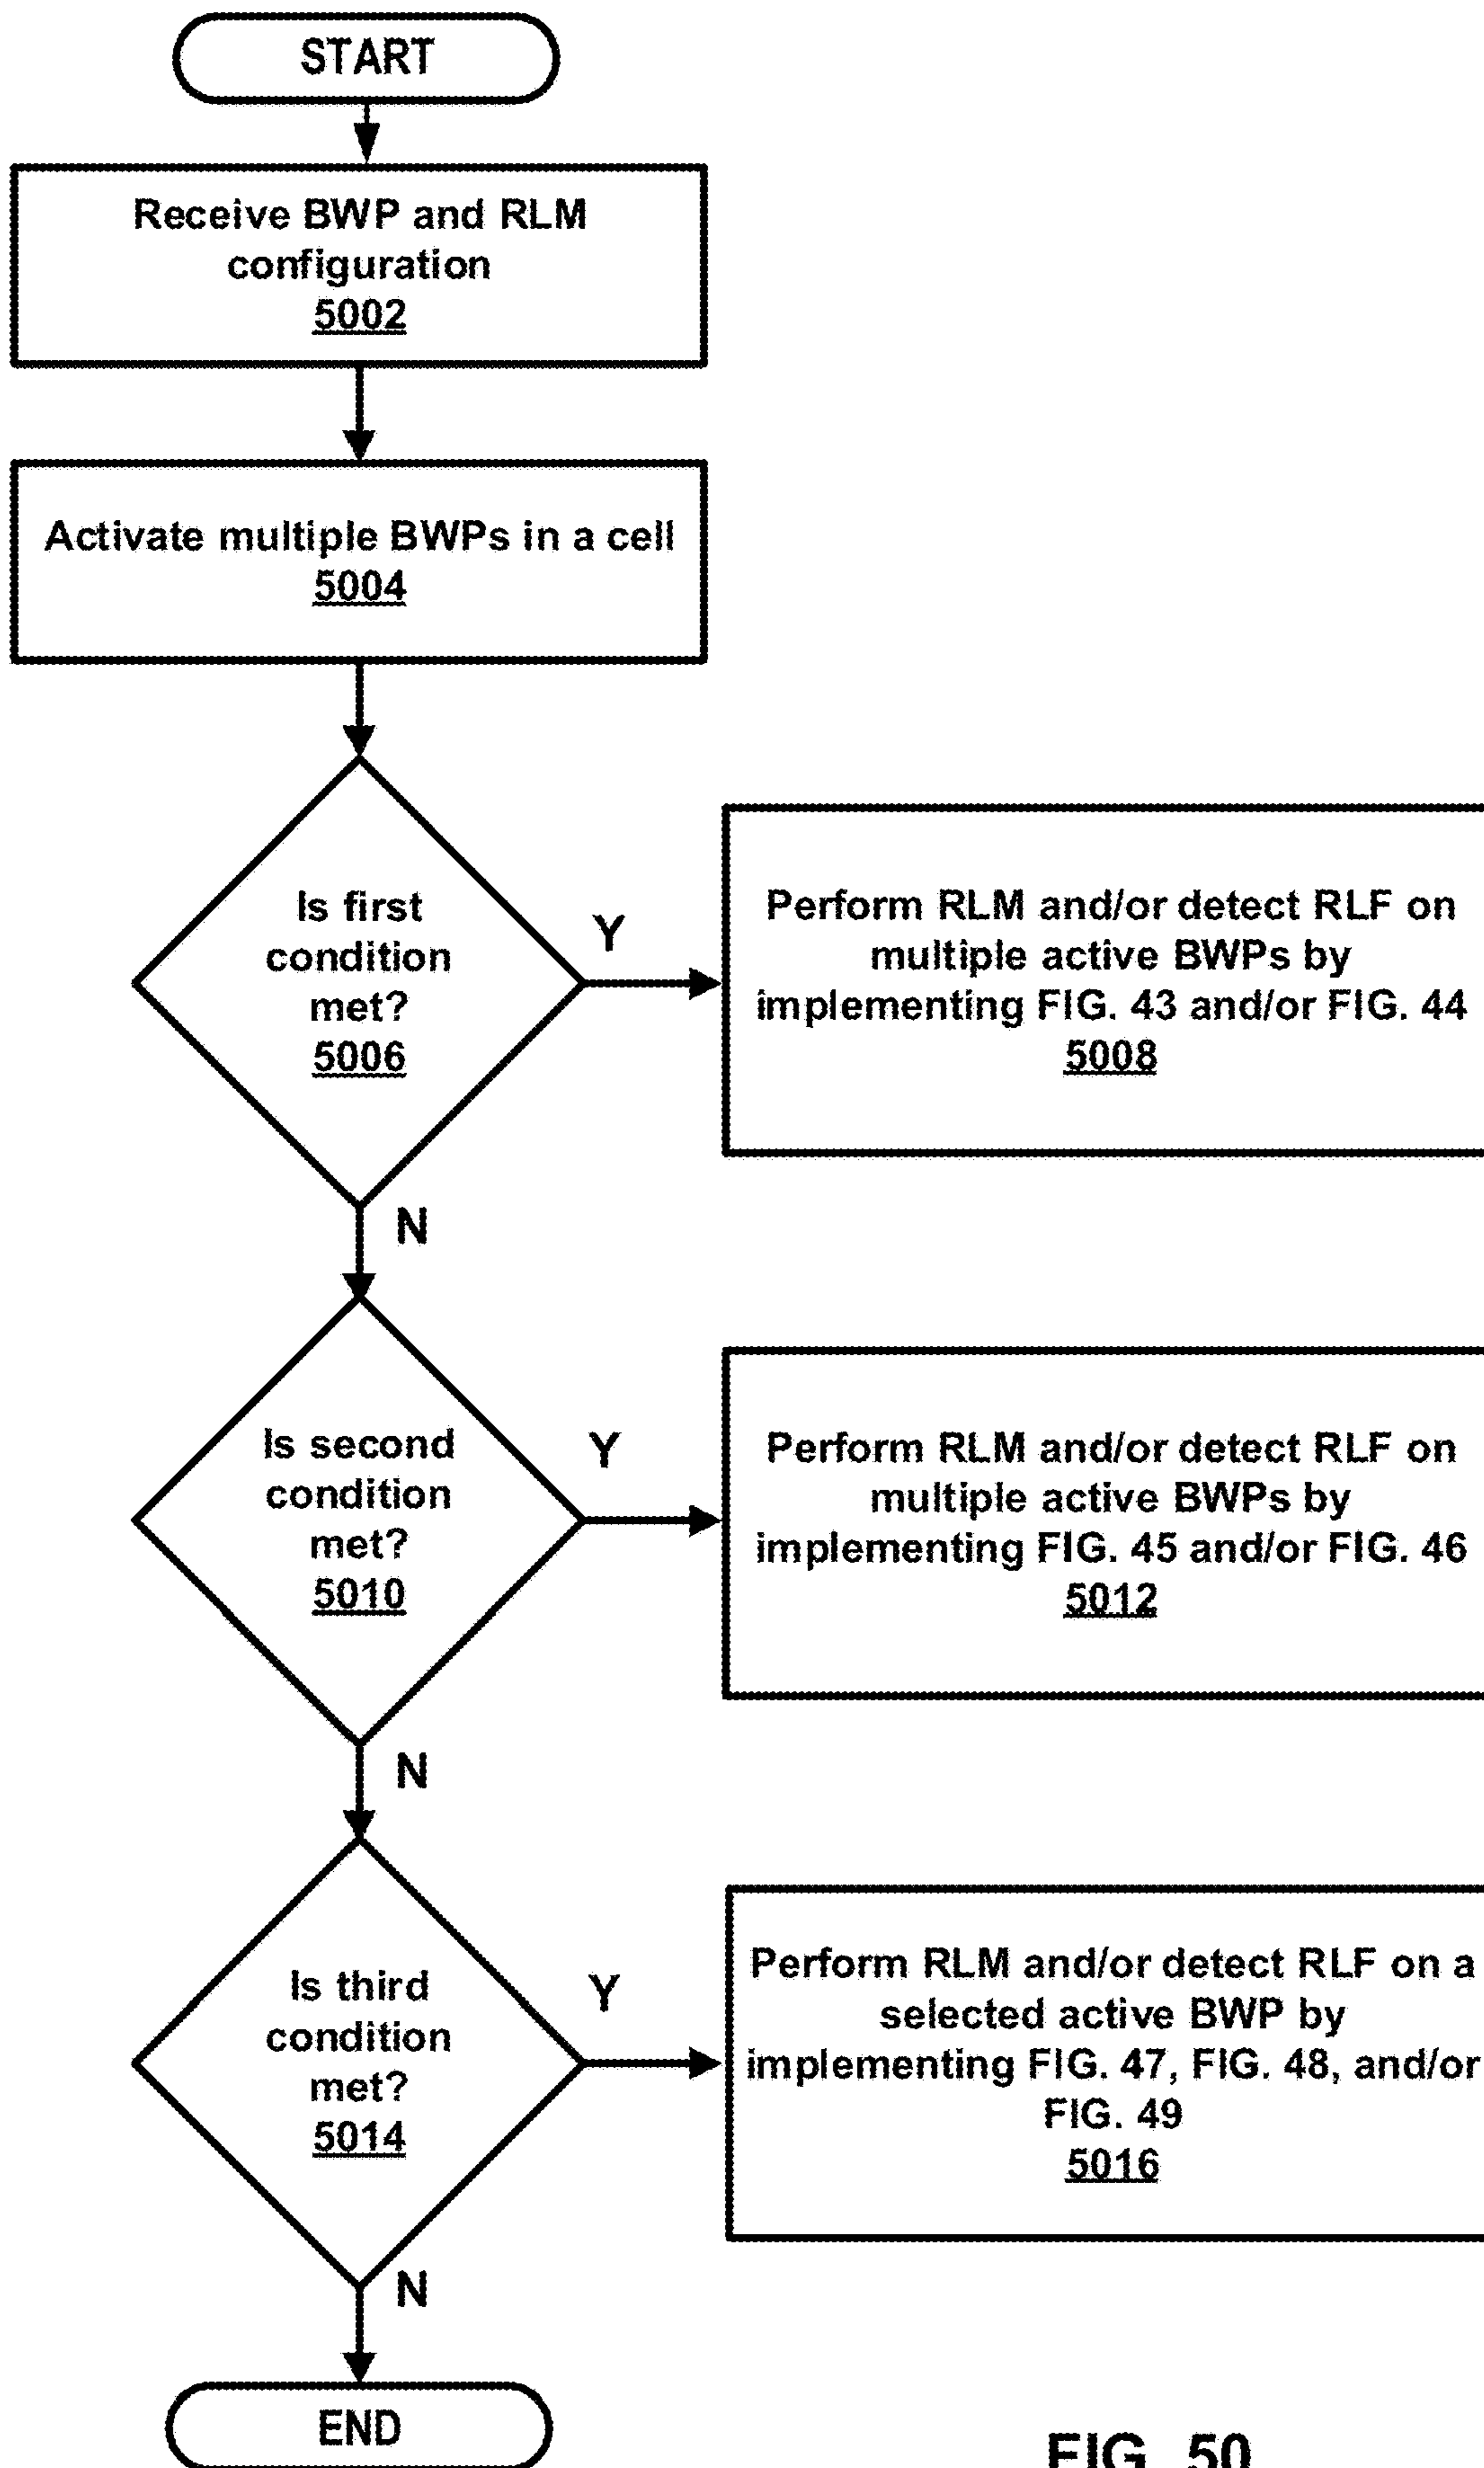 START
Receive BWP and RLM
configuration
5002
Activate multiple BWPs in a cell
5004
Is first
condition
met?
5006
Y
Perform RLM and/or detect RLF on
multiple active BWPs by
implementing FIG. 43 and/or FIG. 44
5008
N
Is second
condition
met?
5010
Y
Perform RLM and/or detect RLF on
multiple active BWPs by
implementing FIG. 45 and/or FIG. 46
5012
N
Is third
condition
met?
5014
Y
Perform RLM and/or detect RLF on a
selected active BWP by
implementing FIG. 47, FIG. 48, and/or
FIG. 49
5016
N
END
FIG. 50